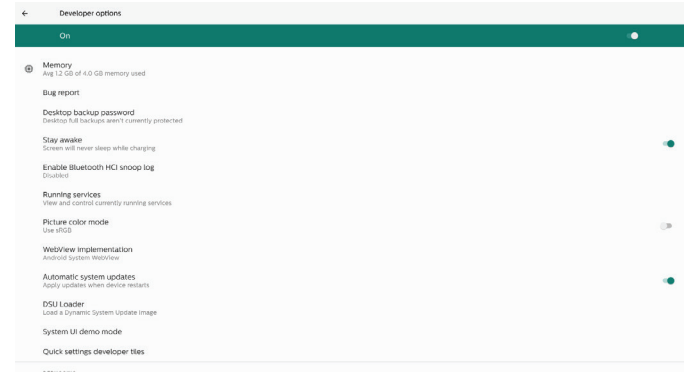 Developer options
On
Memory
Avg 1.2 GB of 4.0 GB memory used
Bug report
Desktop backup password
Desktop full backups aren't currently protected
Stay awake
Screen will never sleep while charging
Enable Bluetooth HCI snoop log
Disabled
Running services
View and control currently running services
Picture color mode
Use sRGB
WebView implementation
Android System WebView
Automatic system updates
Apply updates when device restarts
DSU Loader
Load a Dynamic System Update Image
System UI demo mode
Quick settings developer tiles